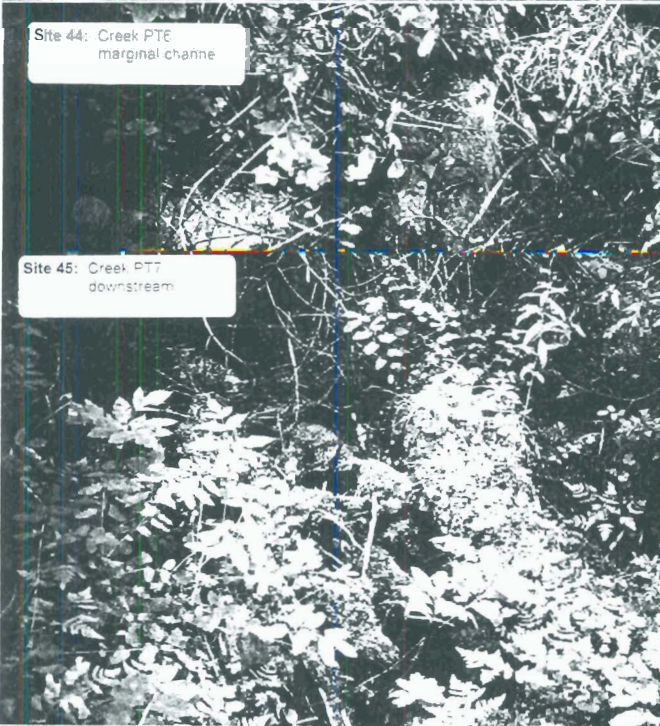 Site 44: Creek PT6
marginal channe
Site 45: Creek PT7
downstream